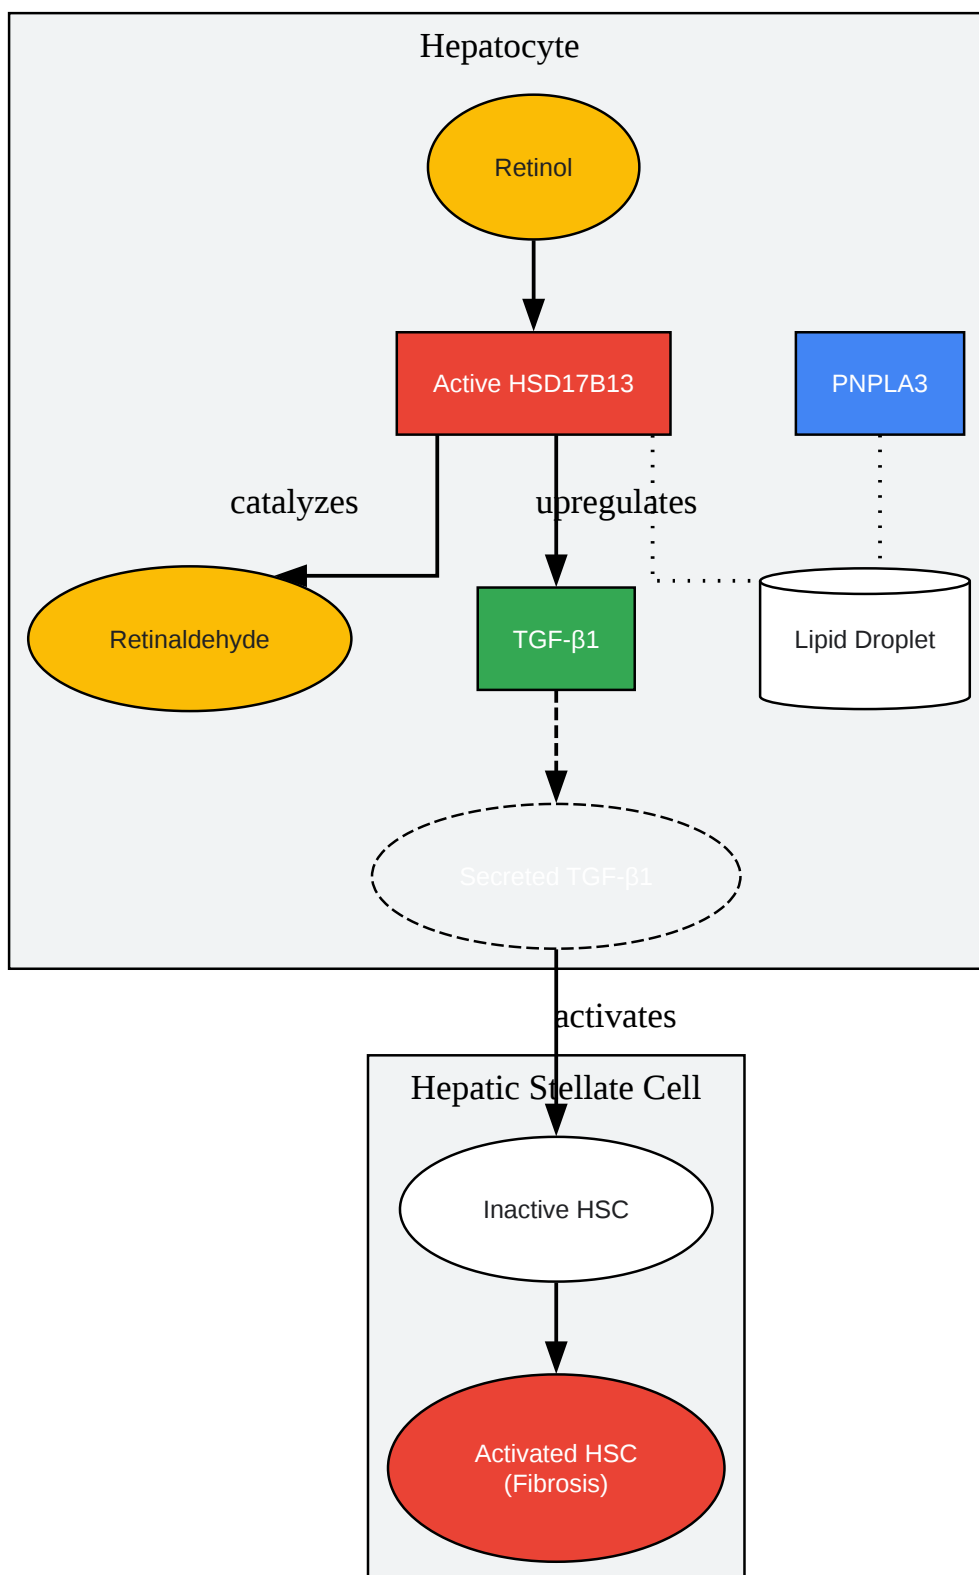 Hepatocyte
Retinol
Active HSD17B13
PNPLA3
catalyzes
upregulates
Retinaldehyde
TGF-β1
Lipid Droplet
Secreted TGF-β1
activates
Hepatic Stellate Cell
Inactive HSC
Activated HSC
(Fibrosis)